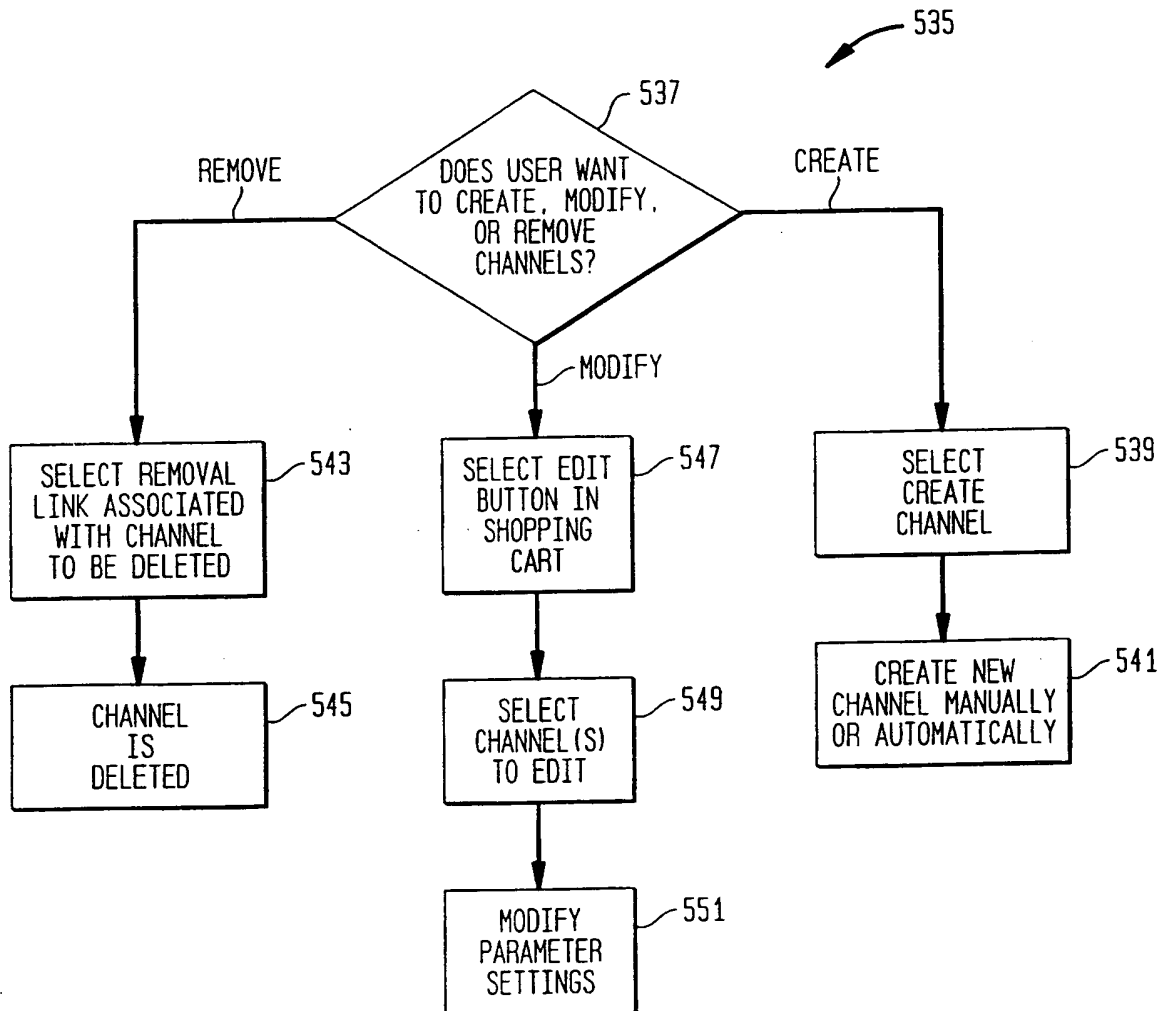 535
537
DOES USER WANT
TO CREATE, MODIFY,
OR REMOVE
CHANNELS?
REMOVE
CREATE
MODIFY
SELECT REMOVAL
LINK ASSOCIATED
WITH CHANNEL
TO BE DELETED
543
SELECT EDIT
BUTTON IN
SHOPPING
CART
547
SELECT
CREATE
CHANNEL
539
CHANNEL
IS
DELETED
545
SELECT
CHANNEL(S)
TO EDIT
549
CREATE NEW
CHANNEL MANUALLY
OR AUTOMATICALLY
541
MODIFY
PARAMETER
SETTINGS
551